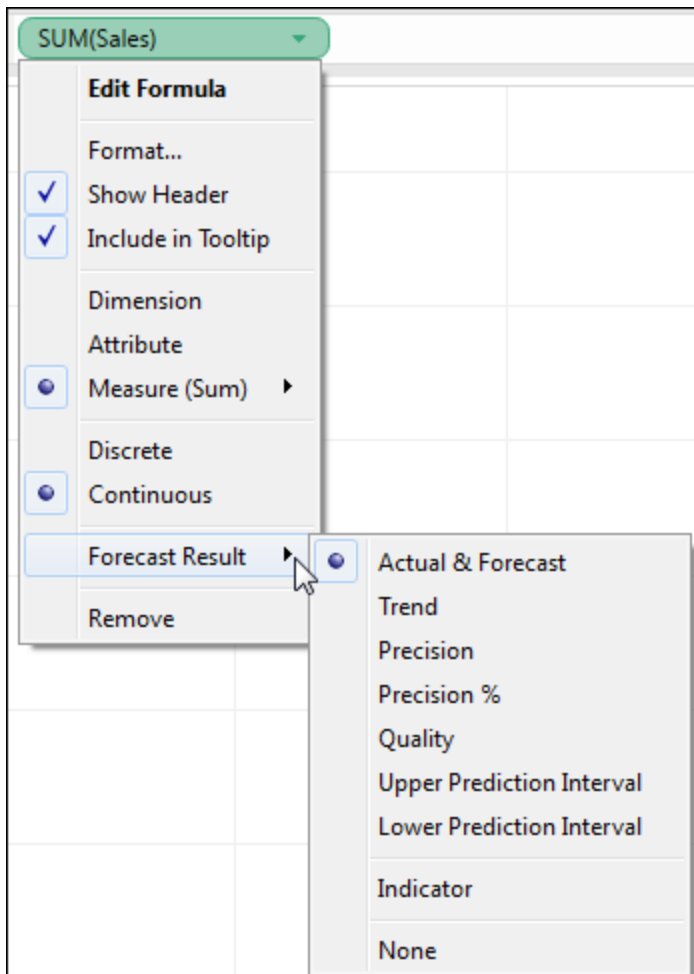 SUM(Sales)
Edit Formula
Format...
Show Header
Include in Tooltip
Dimension
Attribute
Measure (Sum)
Discrete
Continuous
Forecast Result
Remove
Actual & Forecast
Trend
Precision
Precision %
Quality
Upper Prediction Interval
Lower Prediction Interval
Indicator
None